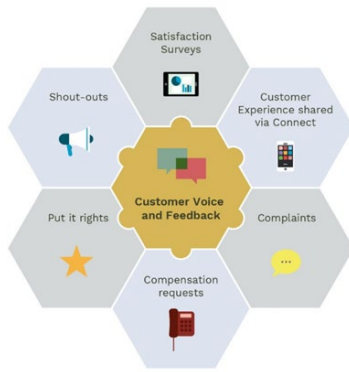 Satisfaction
Surveys
Shout-outs
Customer
Experience shared
via Connect
Customer Voice
and Feedback
Put it rights
Complaints
Compensation
requests